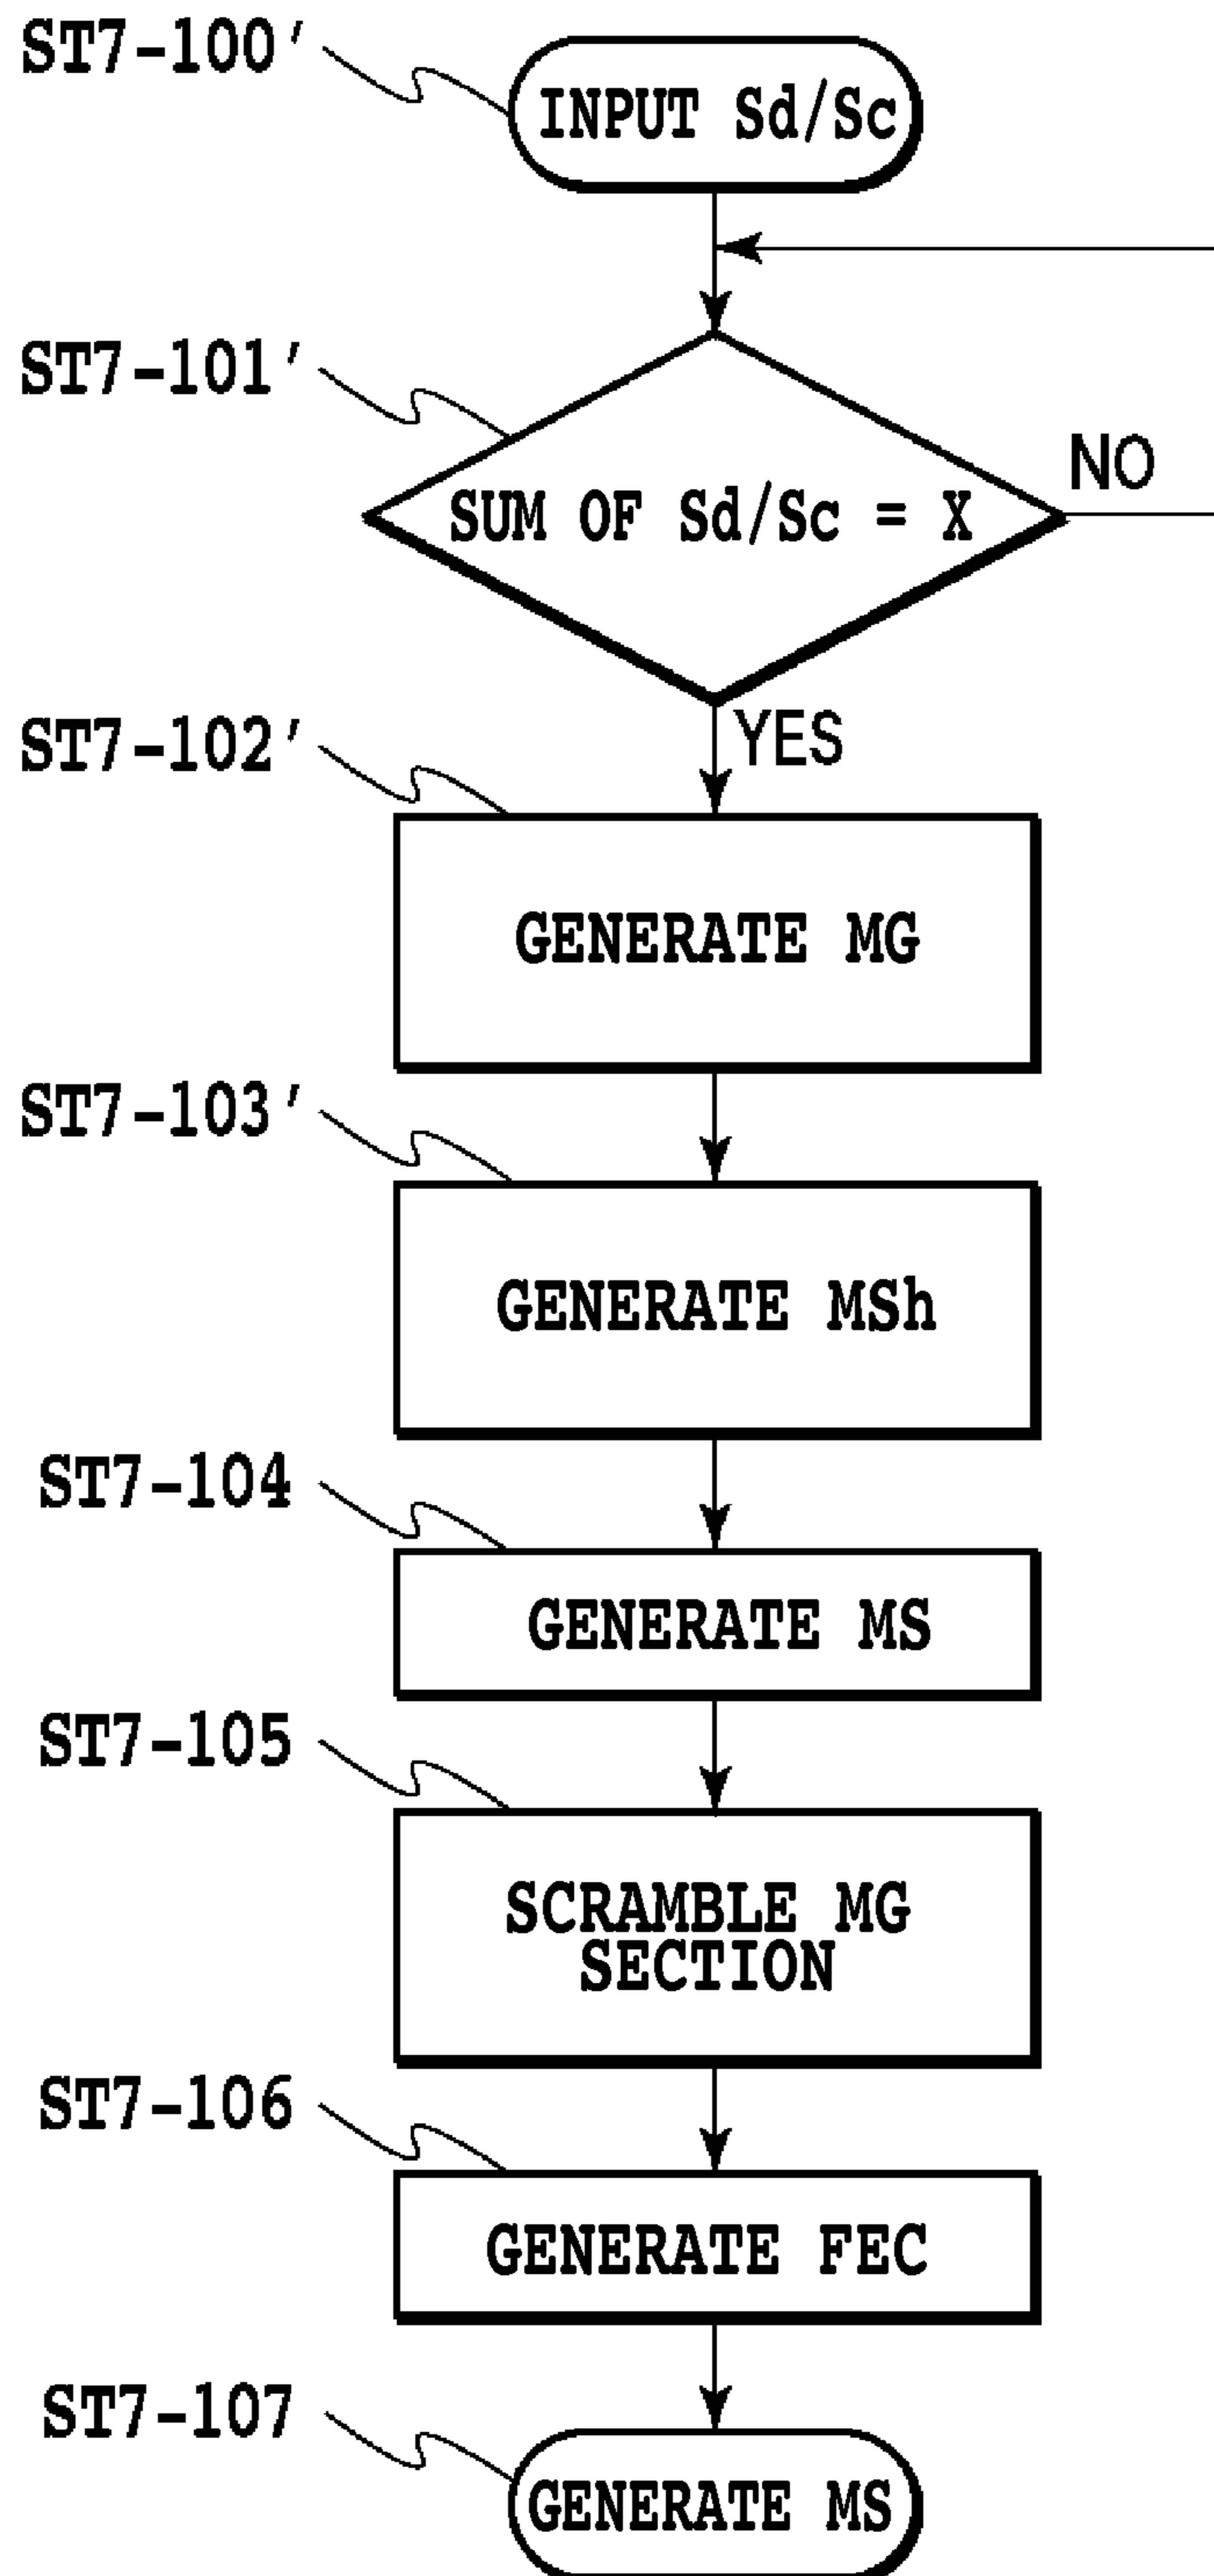 ST7-100'
INPUT Sd/Sc
ST7-101'
SUM OF Sd/Sc = X
NO
YES
ST7-102'
GENERATE MG
ST7-103'
GENERATE MSh
ST7-104
GENERATE MS
ST7-105
SCRAMBLE MG
SECTION
ST7-106
GENERATE FEC
ST7-107
GENERATE MS